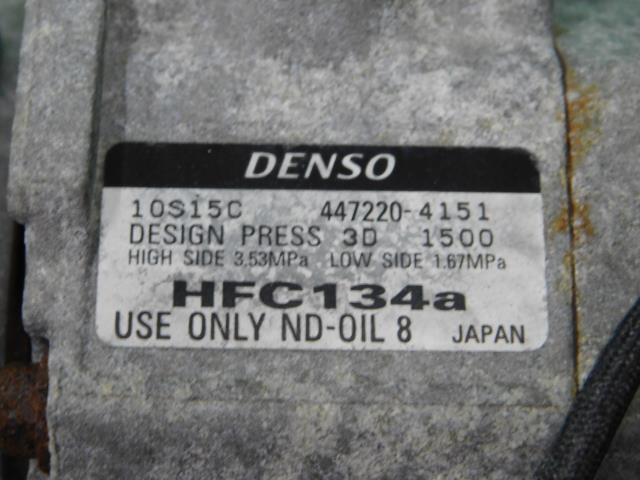 DENSO
10S15C 447220-4151
DESIGN PRESS 3D 1500
HIGH SIDE 3.53MPa LOW SIDE 1.67MPa
HFC134a
USE ONLY ND-OIL 8 JAPAN